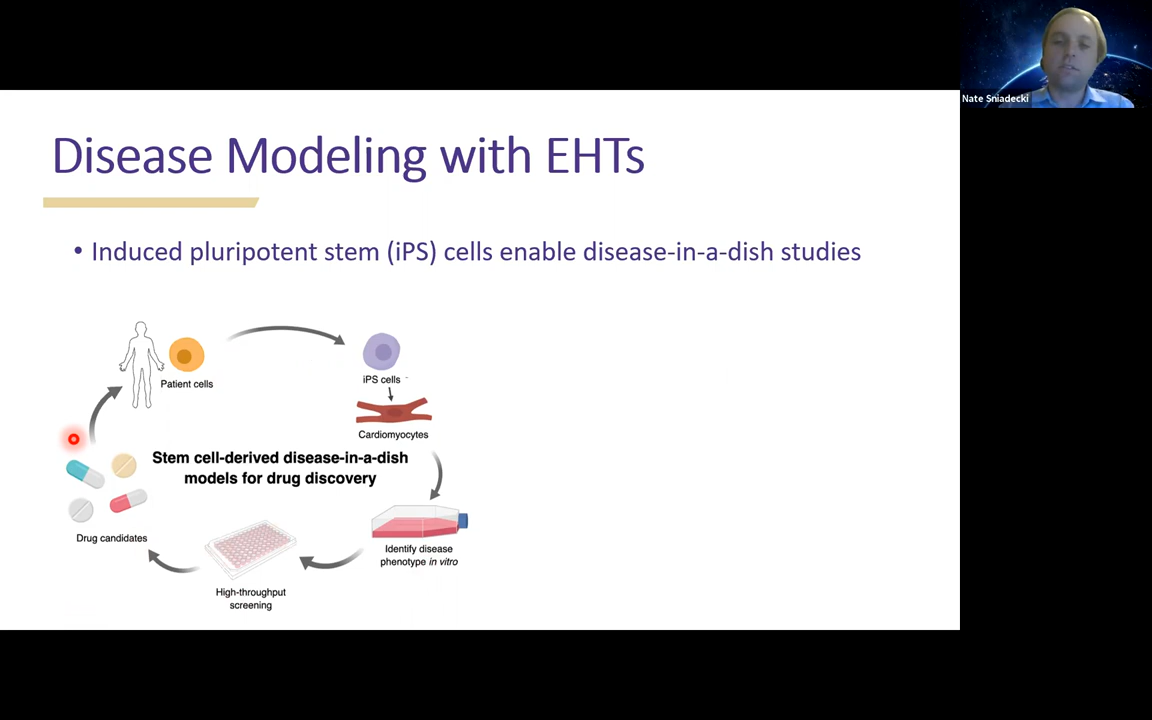 Nate Sniadecki
Disease Modeling with EHTs
• Induced pluripotent stem (iPS) cells enable disease-in-a-dish studies
Patient cells
iPS cells
Cardiomyocytes
Stem cell-derived disease-in-a-dish
models for drug discovery
Drug candidates
Identify disease
phenotype in vitro
High-throughput
screening